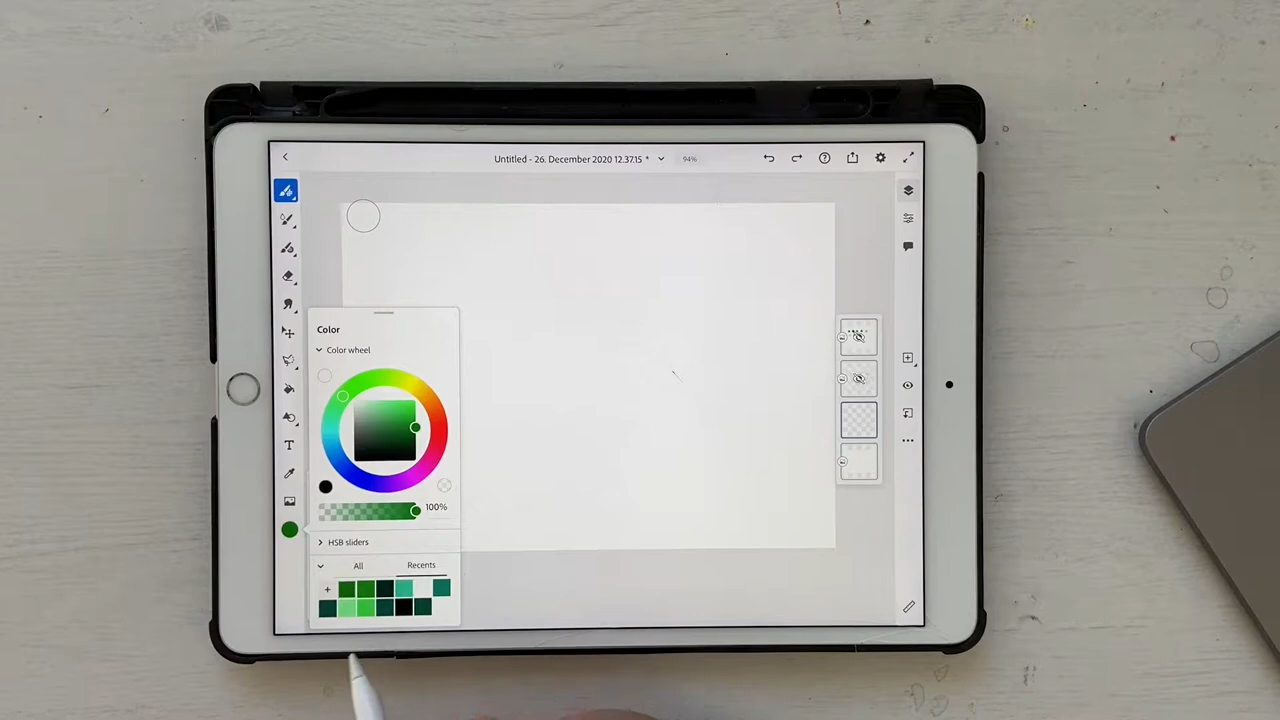 Untitled - 26. December 2020 12.37.15 *
94%
Color
Color wheel
100%
HSB sliders
All
Recents
T